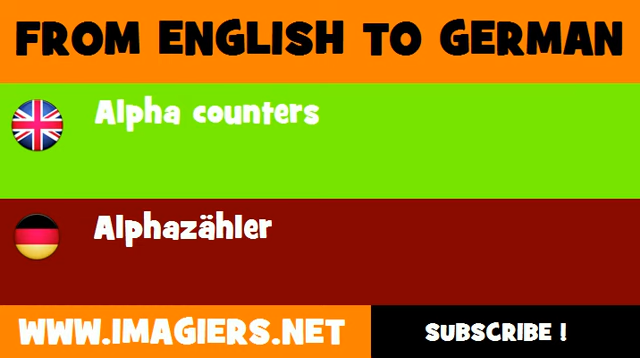 FROM ENGLISH TO GERMAN
Alpha counters
Alphazähler
WWW.IMAGIERS.NET
SUBSCRIBE !